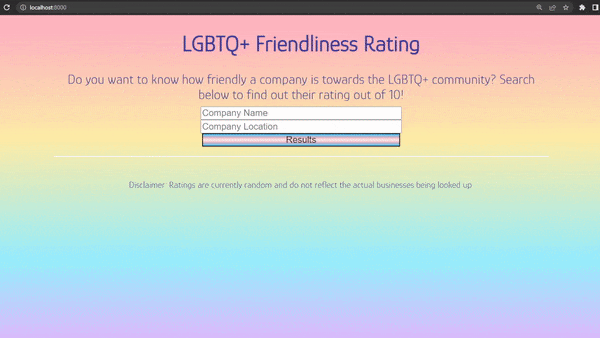 localhost:8000
LGBTQ+ Friendliness Rating
Do you want to know how friendly a company is towards the LGBTQ+ community? Search
below to find out their rating out of 10!
Company Name
Company Location
Results
Disclaimer: Ratings are currently random and do not reflect the actual businesses being looked up.